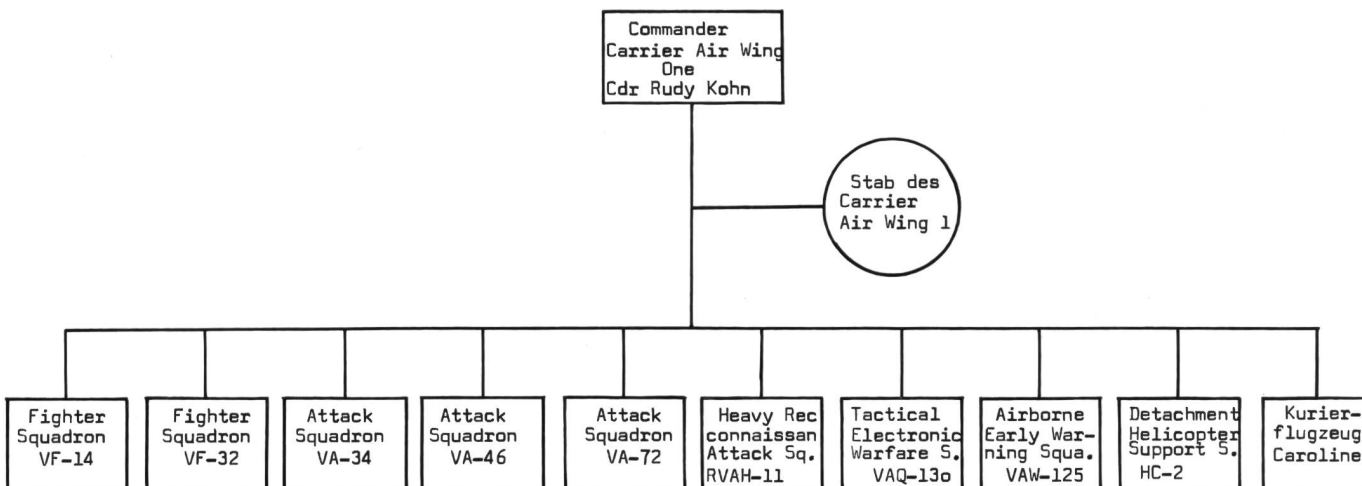 Commander
Carrier Air Wing
One
Cdr Rudy Kohn
Stab des
Carrier
Air Wing 1
Fighter
Squadron
VF-14
Fighter
Squadron
VF-32
Attack
Squadron
VA-34
Attack
Squadron
VA-46
Attack
Squadron
VA-72
Heavy Rec
connaissan
Attack Sq.
RVAH-11
Tactical
Electronic
Warfare S.
VAQ-13o
Airborne
Early War-
ning Squa.
VAW-125
Detachment
Helicopter
Support S.
HC-2
Kurier-
flugzeug
Caroline